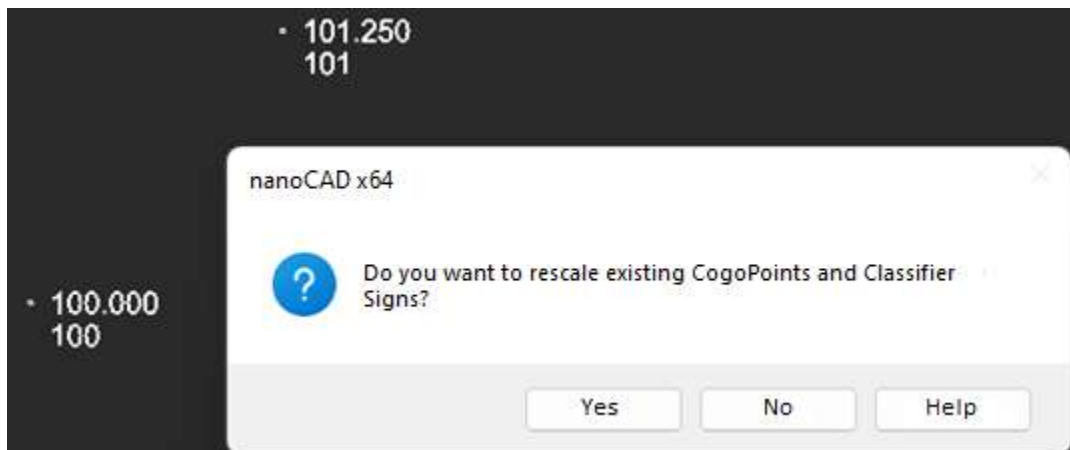 101.250
101
nanoCAD x64
Do you want to rescale existing CogoPoints and Classifier
Signs?
100.000
100
Yes
No
Help